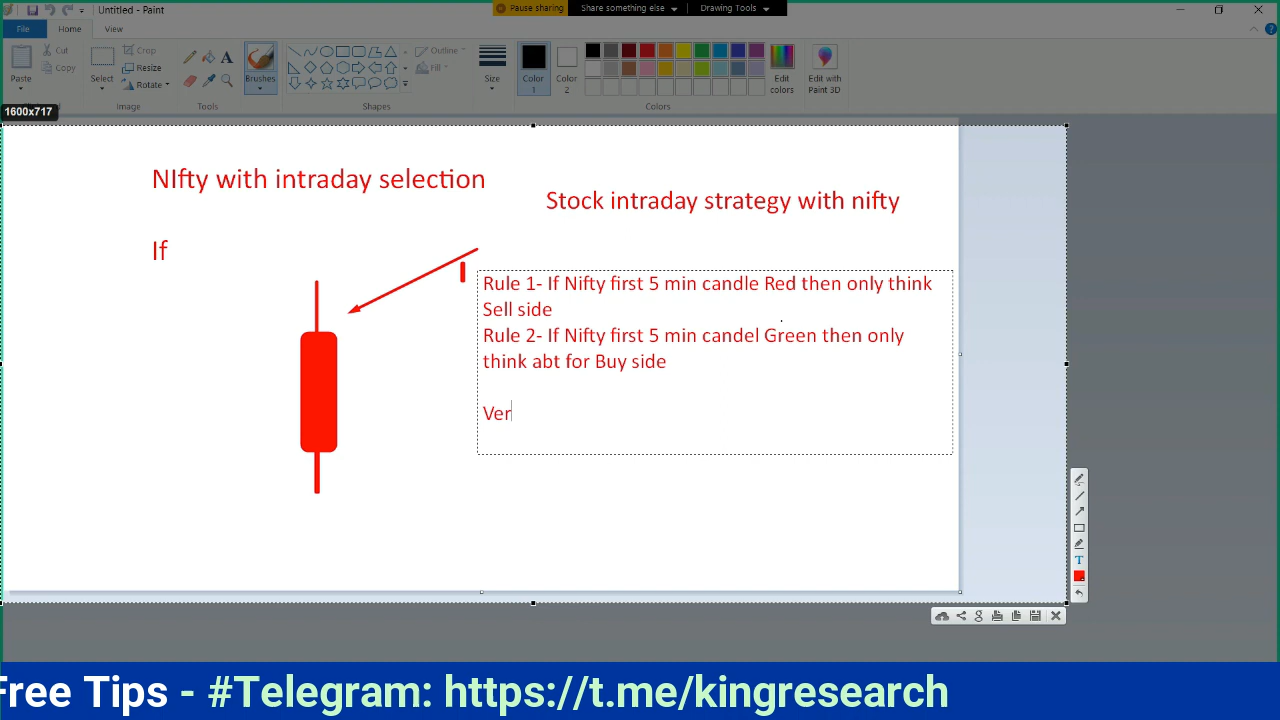 Untitled - Paint
Pause sharing
Share something else
Drawing Tools
File
Home
View
Paste
Cut
Copy
Select
Crop
Resize
Rotate
Image
Tools
Brushes
Shapes
Outline
Fill
Size
Color
1
Color
2
Edit
colors
Edit with
Paint 3D
Colors
1600x717
NIfty with intraday selection
Stock intraday strategy with nifty
If
Rule 1- If Nifty first 5 min candle Red then only think
Sell side
Rule 2- If Nifty first 5 min candel Green then only
think abt for Buy side
Ver
Free Tips - #Telegram: https://t.me/kingresearch